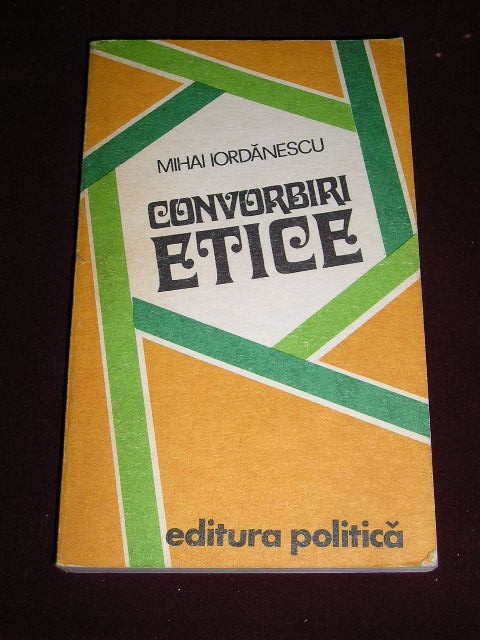 MIHAI IORDĂNESCU
CONVORBIRI
ETICE
editura politică